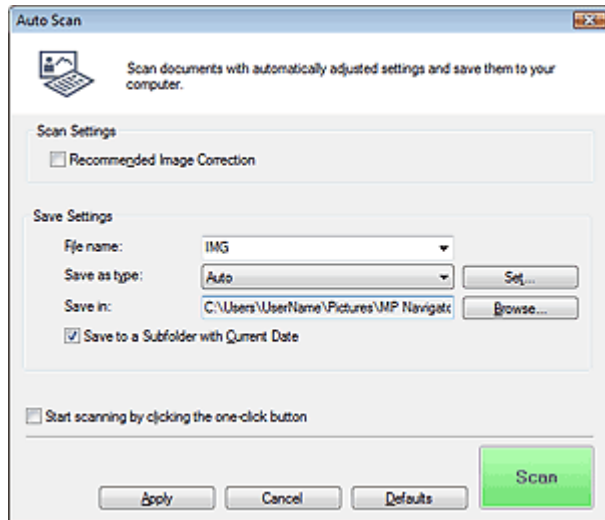 Auto Scan
Scan documents with automatically adjusted settings and save them to your
computer.
Scan Settings
Recommended Image Correction
Save Settings
File name:
IMG
Save as type:
Auto
Set...
Save in:
C:\Users\UserName\Pictures\MP Navigato
Browse...
Save to a Subfolder with Current Date
Start scanning by clicking the one-click button
Scan
Apply
Cancel
Defaults